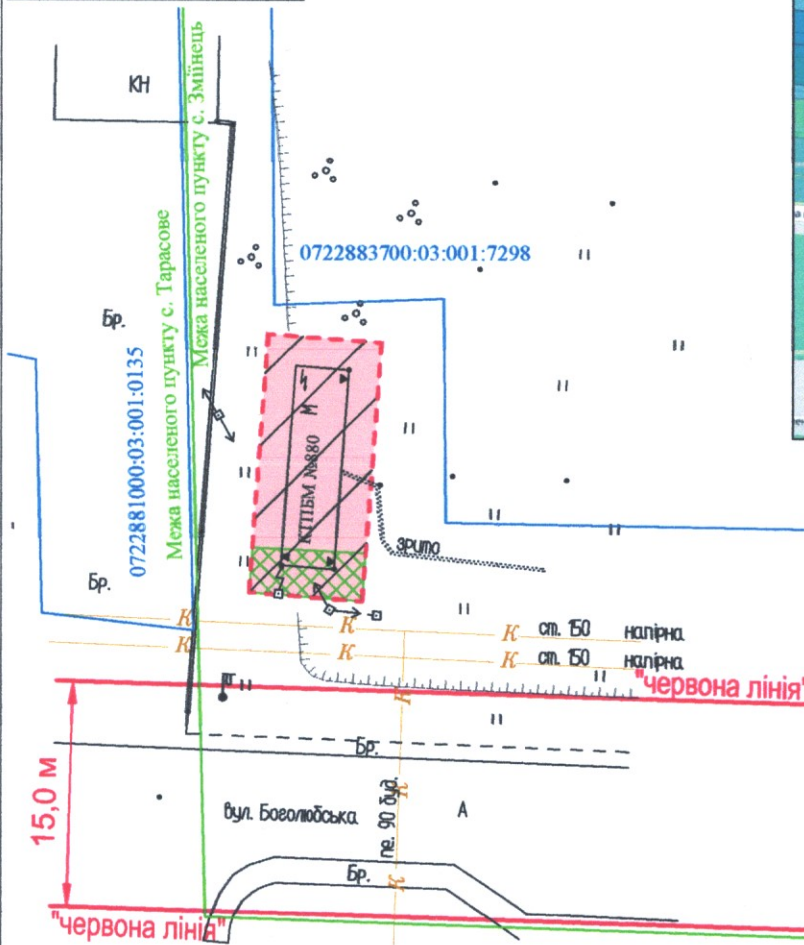 КН
Межа населеного пункту с. Зміїнець
Межа населеного пункту с. Тарасове
0722883700:03:001:7298
0722881000:03:001:0135
Бр.
КТПБМ №880 М
зрито
Бр.
К К К ст. 150 напірна
К К К ст. 150 напірна
"червона лінія"
К
Бр.
15,0 м
вул. Боголюбська
пе. 90 буд.
К
А
Бр.
К
"червона лінія"